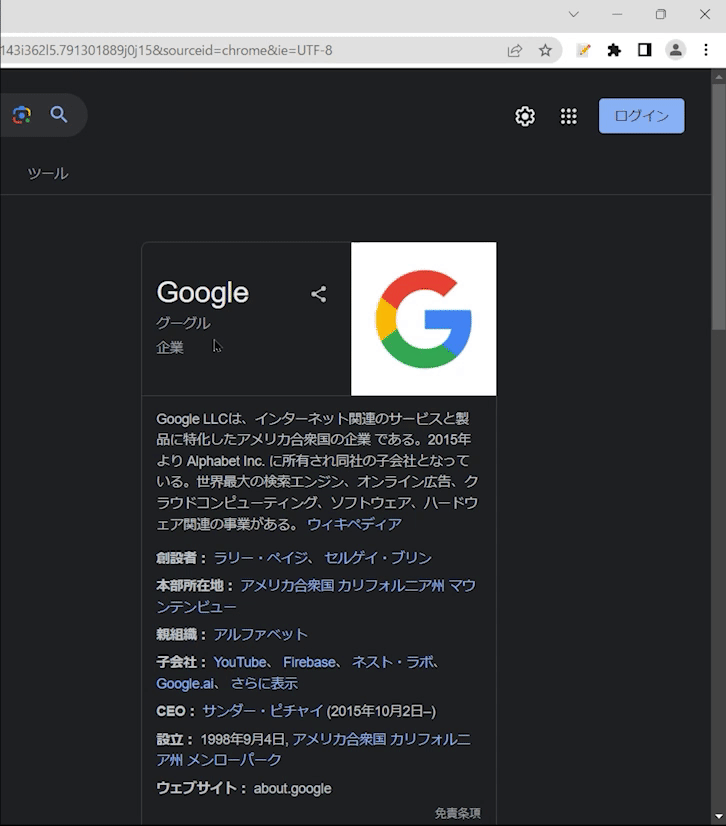 143i362l5.791301889j0j15&sourceid=chrome&ie=UTF-8
ログイン
ツール
Google
グーグル
企業
Google LLCは、インターネット関連のサービスと製
品に特化したアメリカ合衆国の企業 である。2015年
より Alphabet Inc. に所有され同社の子会社となって
いる。世界最大の検索エンジン、オンライン広告、ク
ラウドコンピューティング、ソフトウェア、ハードウ
ェア関連の事業がある。 ウィキペディア
創設者： ラリー・ペイジ、 セルゲイ・ブリン
本部所在地： アメリカ合衆国 カリフォルニア州 マウ
ンテンビュー
親組織： アルファベット
子会社： YouTube、 Firebase、 ネスト・ラボ、
Google.ai、 さらに表示
CEO： サンダー・ピチャイ (2015年10月2日–)
設立： 1998年9月4日, アメリカ合衆国 カリフォルニ
ア州 メンローパーク
ウェブサイト： about.google
免責条項